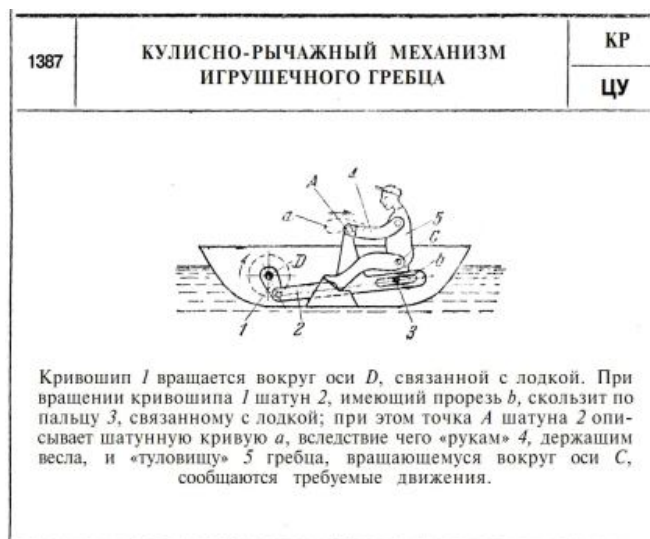 1387
КУЛИСНО-РЫЧАЖНЫЙ МЕХАНИЗМ
ИГРУШЕЧНОГО ГРЕБЦА
КР
ЦУ
A
4
a
5
C
D
b
1
2
3
Кривошип 1 вращается вокруг оси D, связанной с лодкой. При
вращении кривошипа 1 шатун 2, имеющий прорезь b, скользит по
пальцу 3, связанному с лодкой; при этом точка A шатуна 2 опи-
сывает шатунную кривую a, вследствие чего «рукам» 4, держащим
весла, и «туловищу» 5 гребца, вращающемуся вокруг оси C,
сообщаются требуемые движения.